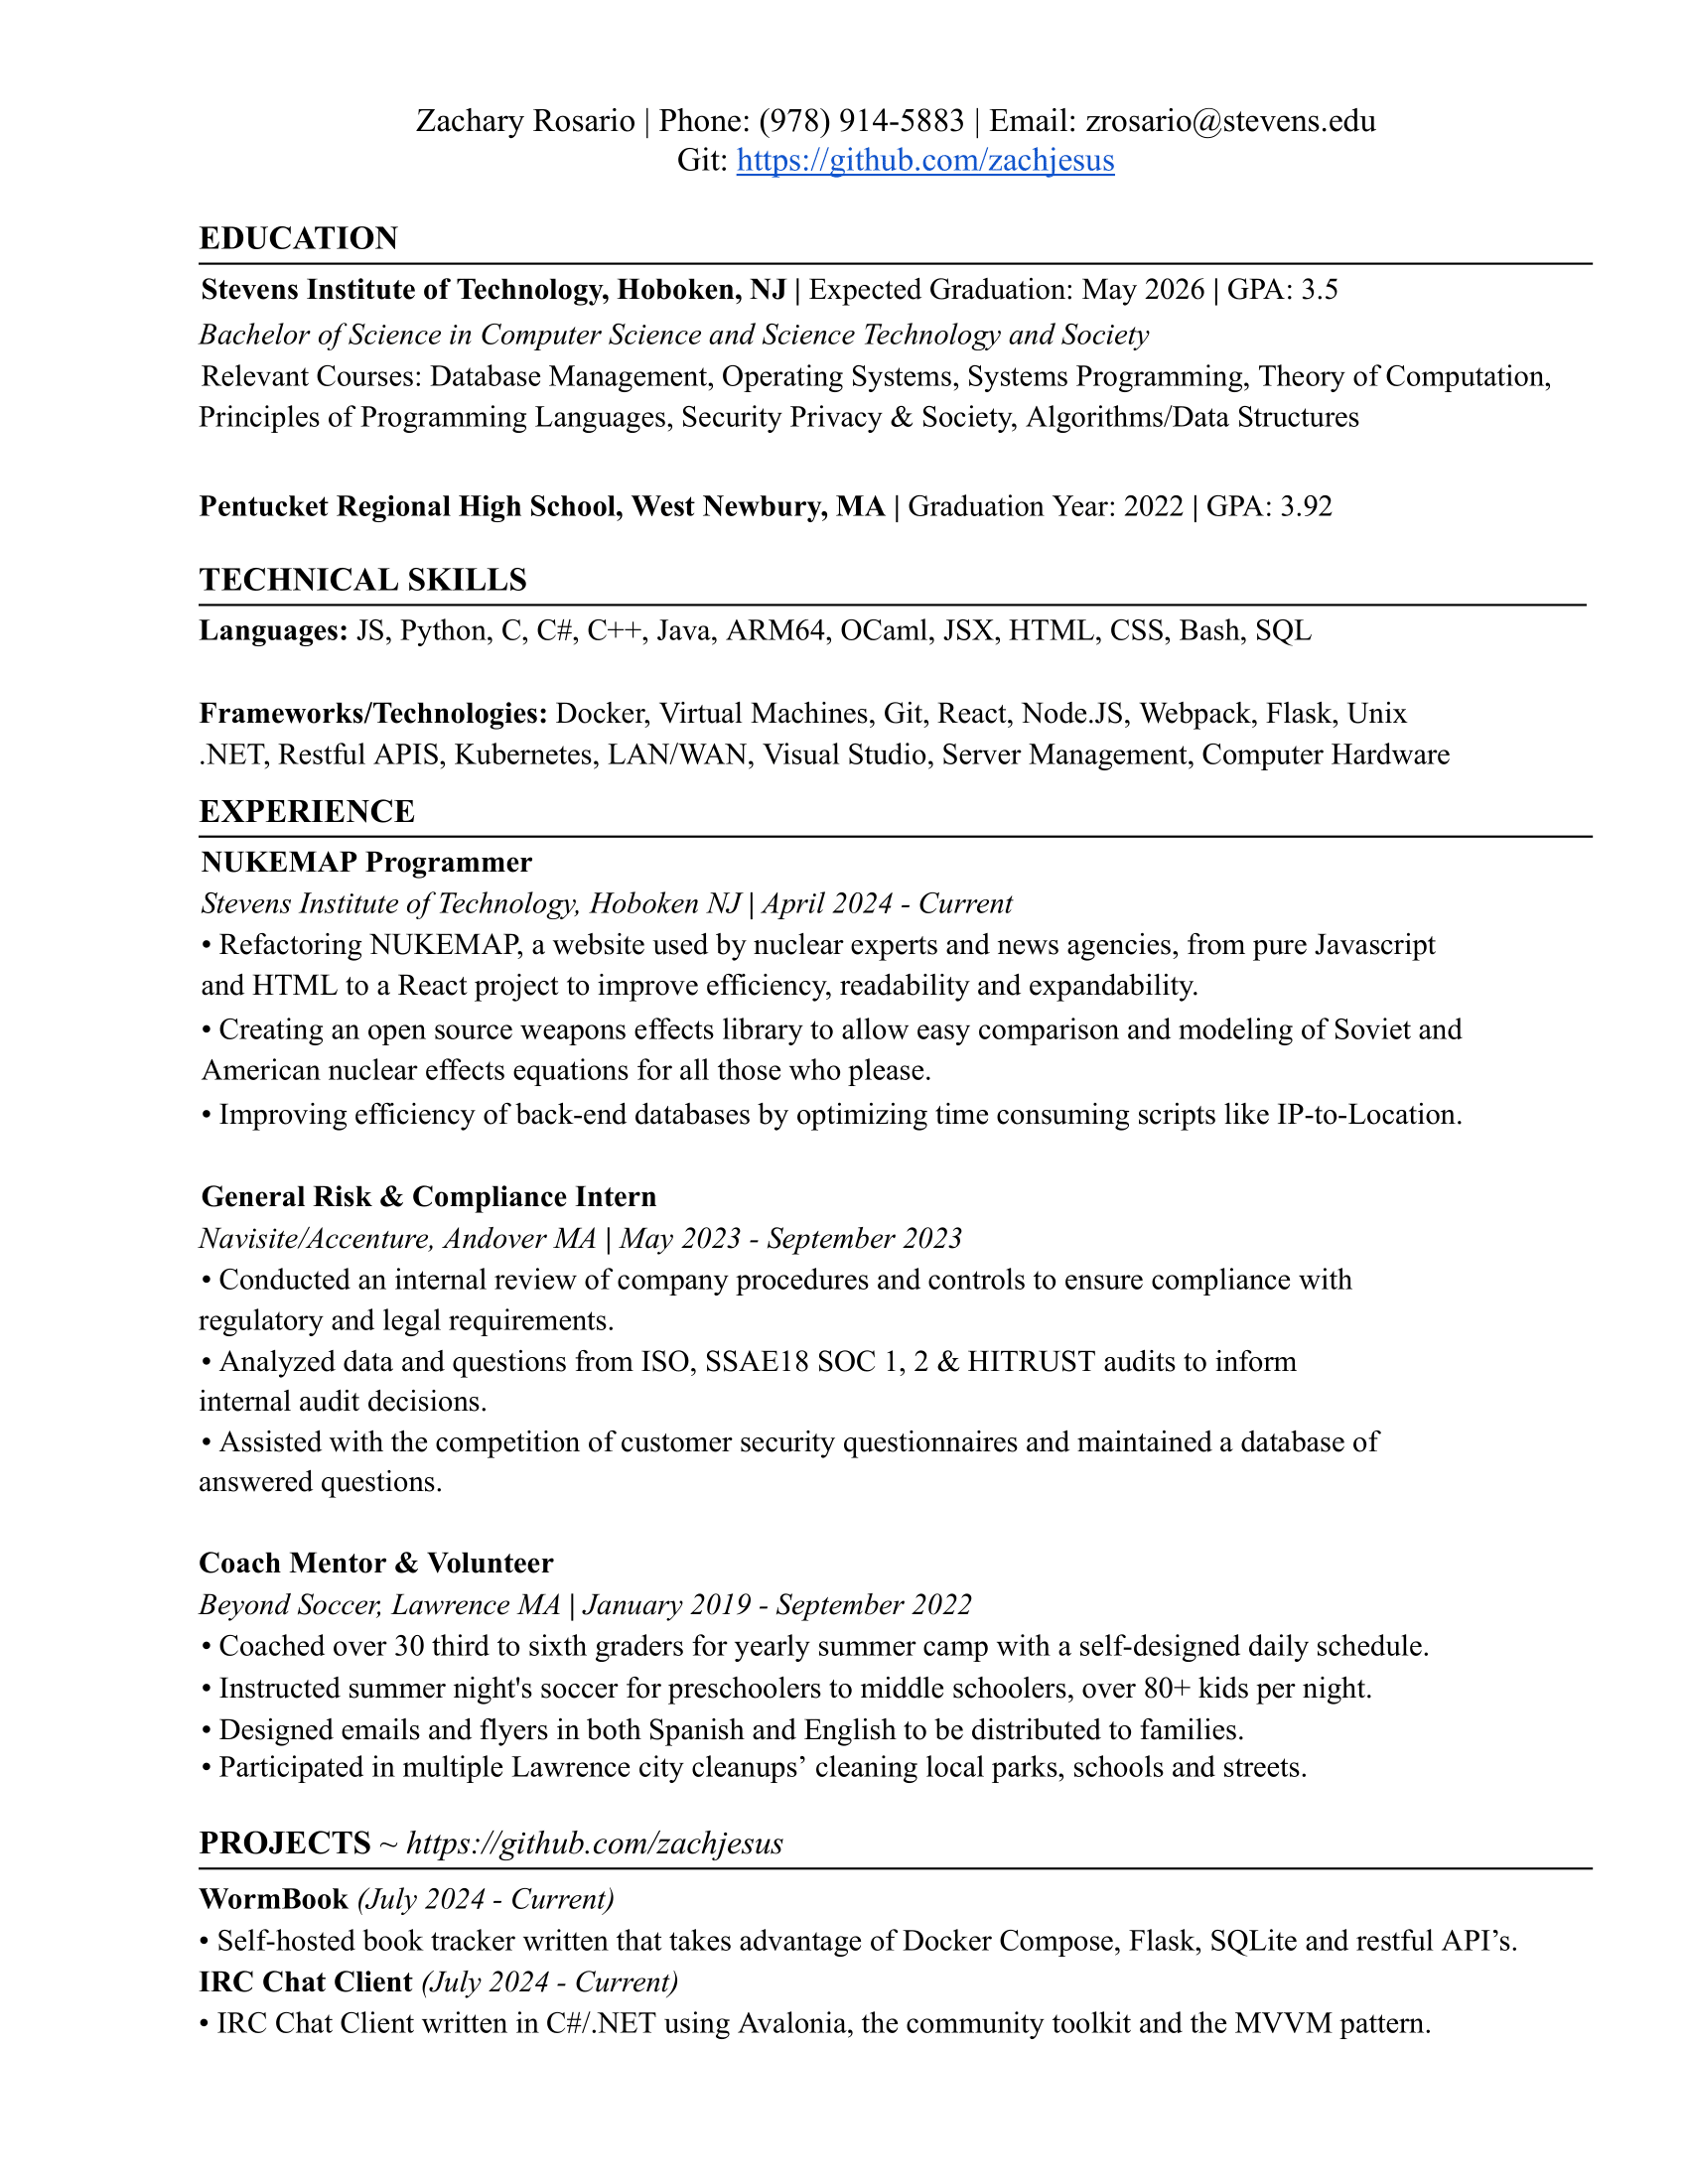 Zachary Rosario | Phone: (978) 914-5883 | Email: zrosario@stevens.edu
Git: https://github.com/zachjesus
EDUCATION
Stevens Institute of Technology, Hoboken, NJ | Expected Graduation: May 2026 | GPA: 3.5
Bachelor of Science in Computer Science and Science Technology and Society
Relevant Courses: Database Management, Operating Systems, Systems Programming, Theory of Computation,
Principles of Programming Languages, Security Privacy & Society, Algorithms/Data Structures
Pentucket Regional High School, West Newbury, MA | Graduation Year: 2022 | GPA: 3.92
TECHNICAL SKILLS
Languages: JS, Python, C, C#, C++, Java, ARM64, OCaml, JSX, HTML, CSS, Bash, SQL
Frameworks/Technologies: Docker, Virtual Machines, Git, React, Node.JS, Webpack, Flask, Unix
.NET, Restful APIS, Kubernetes, LAN/WAN, Visual Studio, Server Management, Computer Hardware
EXPERIENCE
NUKEMAP Programmer
Stevens Institute of Technology, Hoboken NJ | April 2024 - Current
• Refactoring NUKEMAP, a website used by nuclear experts and news agencies, from pure Javascript
and HTML to a React project to improve efficiency, readability and expandability.
• Creating an open source weapons effects library to allow easy comparison and modeling of Soviet and
American nuclear effects equations for all those who please.
• Improving efficiency of back-end databases by optimizing time consuming scripts like IP-to-Location.
General Risk & Compliance Intern
Navisite/Accenture, Andover MA | May 2023 - September 2023
• Conducted an internal review of company procedures and controls to ensure compliance with
regulatory and legal requirements.
• Analyzed data and questions from ISO, SSAE18 SOC 1, 2 & HITRUST audits to inform
internal audit decisions.
• Assisted with the competition of customer security questionnaires and maintained a database of
answered questions.
Coach Mentor & Volunteer
Beyond Soccer, Lawrence MA | January 2019 - September 2022
• Coached over 30 third to sixth graders for yearly summer camp with a self-designed daily schedule.
• Instructed summer night's soccer for preschoolers to middle schoolers, over 80+ kids per night.
• Designed emails and flyers in both Spanish and English to be distributed to families.
• Participated in multiple Lawrence city cleanups’ cleaning local parks, schools and streets.
PROJECTS ~ https://github.com/zachjesus
WormBook (July 2024 - Current)
• Self-hosted book tracker written that takes advantage of Docker Compose, Flask, SQLite and restful API’s.
IRC Chat Client (July 2024 - Current)
• IRC Chat Client written in C#/.NET using Avalonia, the community toolkit and the MVVM pattern.